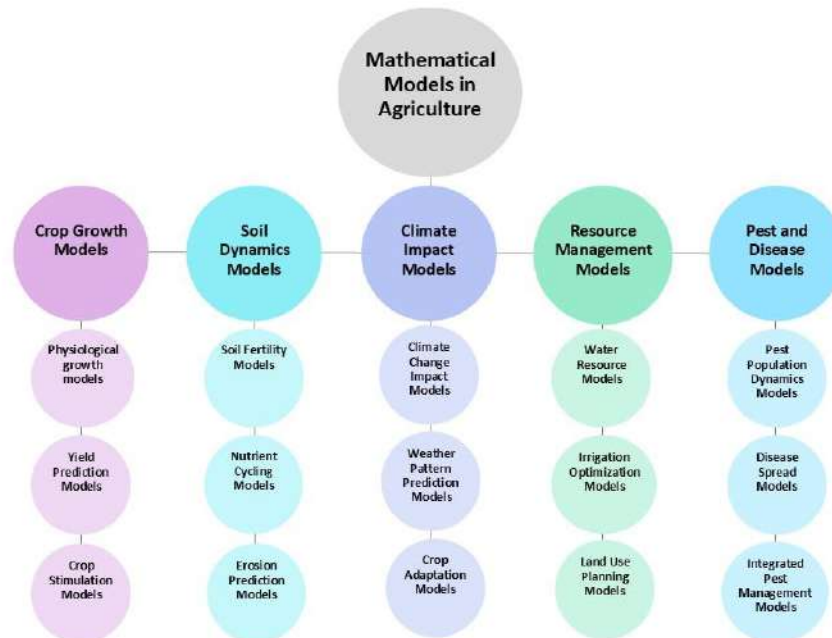 Mathematical
Models in
Agriculture
Crop Growth
Models
Soil
Dynamics
Models
Climate
Impact
Models
Resource
Management
Models
Pest and
Disease
Models
Physiological
growth
models
Soil Fertility
Models
Climate
Change
Impact
Models
Water
Resource
Models
Pest
Population
Dynamics
Models
Yield
Prediction
Models
Nutrient
Cycling
Models
Weather
Pattern
Prediction
Models
Irrigation
Optimization
Models
Disease
Spread
Models
Crop
Stimulation
Models
Erosion
Prediction
Models
Crop
Adaptation
Models
Land Use
Planning
Models
Integrated
Pest
Management
Models